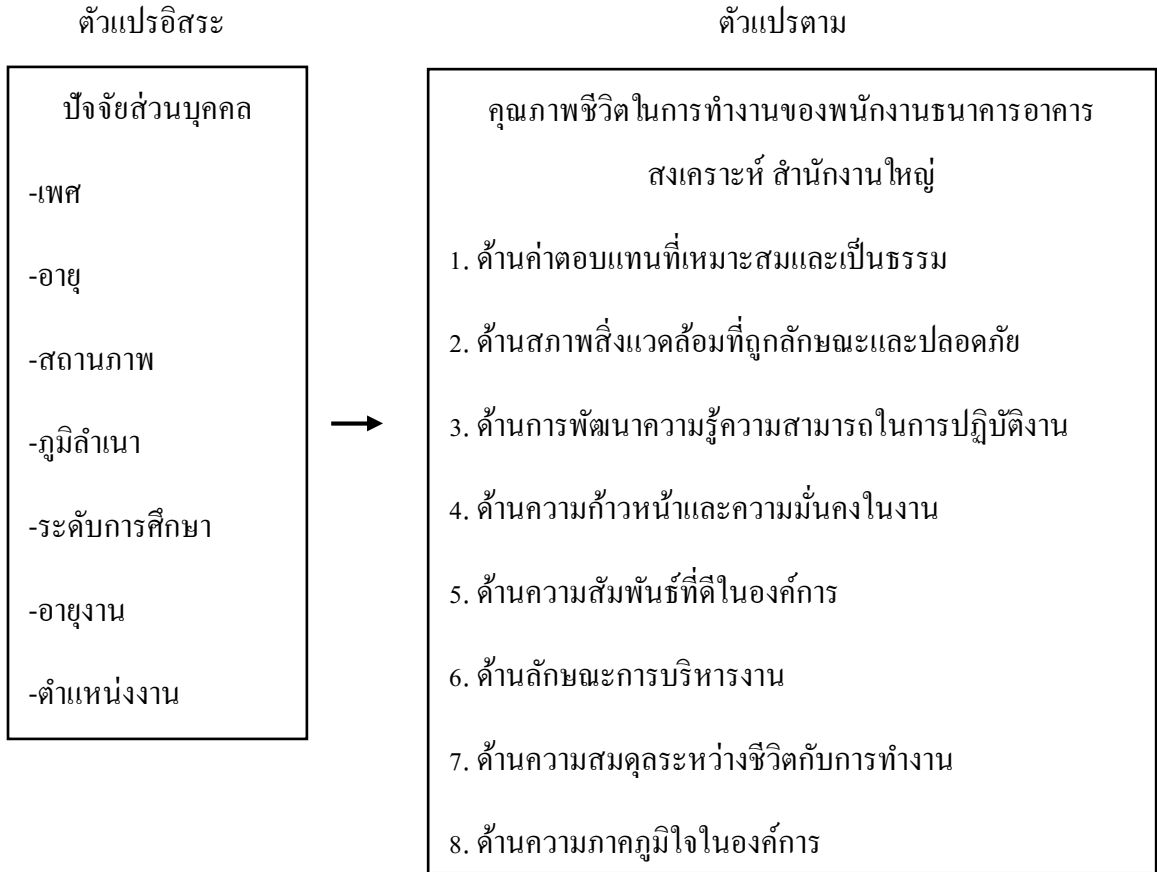 ตัวแปรอิสระ
ตัวแปรตาม
ปัจจัยส่วนบุคคล
-เพศ
-อายุ
-สถานภาพ
-ภูมิลำเนา
-ระดับการศึกษา
-อายุงาน
-ตำแหน่งงาน
คุณภาพชีวิตในการทำงานของพนักงานธนาคารอาคาร
สงเคราะห์ สำนักงานใหญ่
1. ด้านค่าตอบแทนที่เหมาะสมและเป็นธรรม
2. ด้านสภาพสิ่งแวดล้อมที่ถูกลักษณะและปลอดภัย
3. ด้านการพัฒนาความรู้ความสามารถในการปฏิบัติงาน
4. ด้านความก้าวหน้าและความมั่นคงในงาน
5. ด้านความสัมพันธ์ที่ดีในองค์การ
6. ด้านลักษณะการบริหารงาน
7. ด้านความสมดุลระหว่างชีวิตกับการทำงาน
8. ด้านความภาคภูมิใจในองค์การ